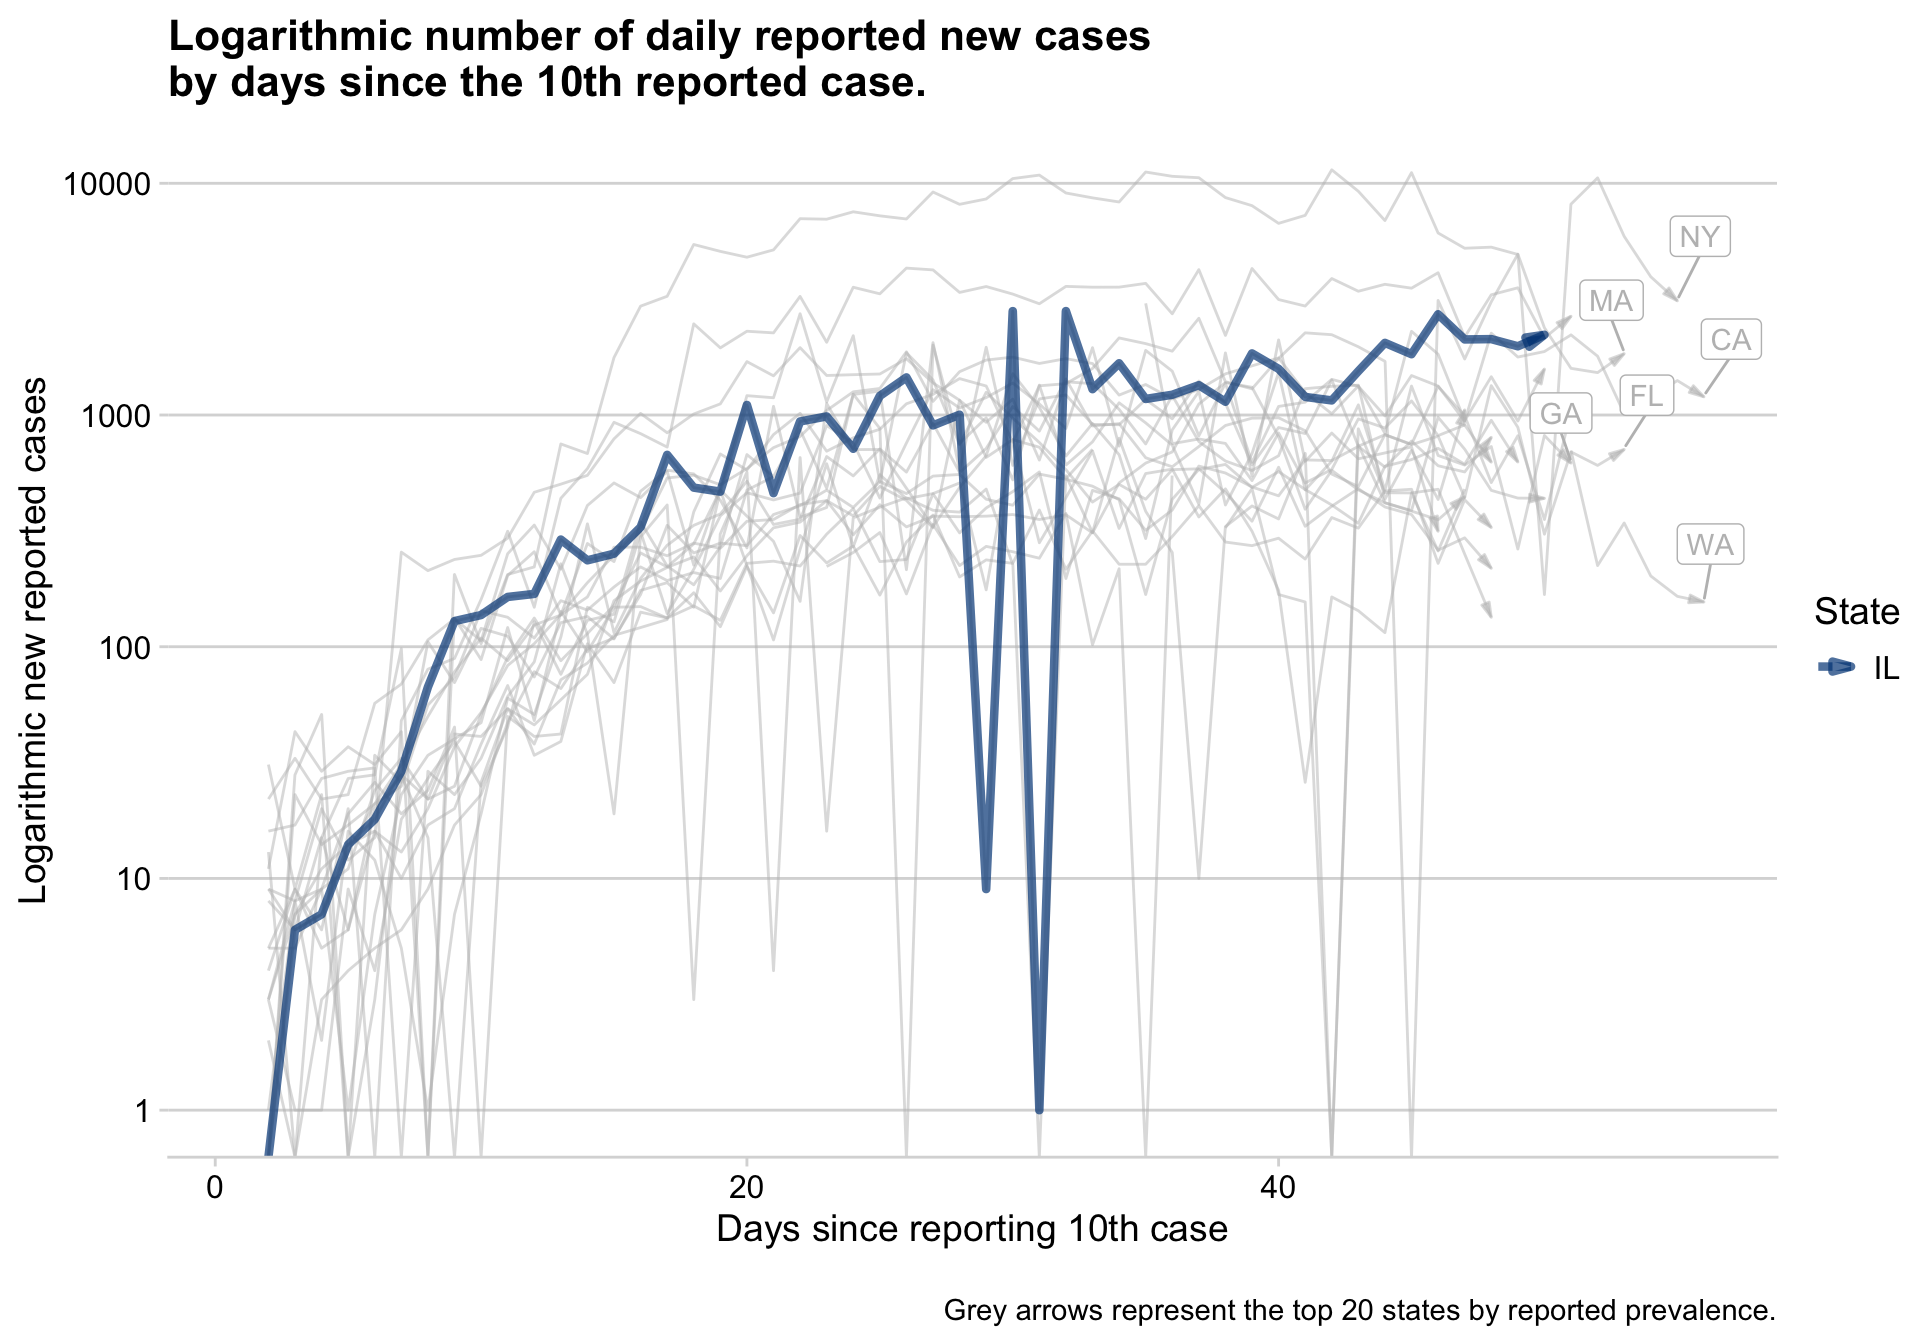 Logarithmic number of daily reported new cases
by days since the 10th reported case.
Logarithmic new reported cases
10000
1000
100
10
1
NY
MA
CA
FL
GA
WA
State
IL
0
20
40
Days since reporting 10th case
Grey arrows represent the top 20 states by reported prevalence.